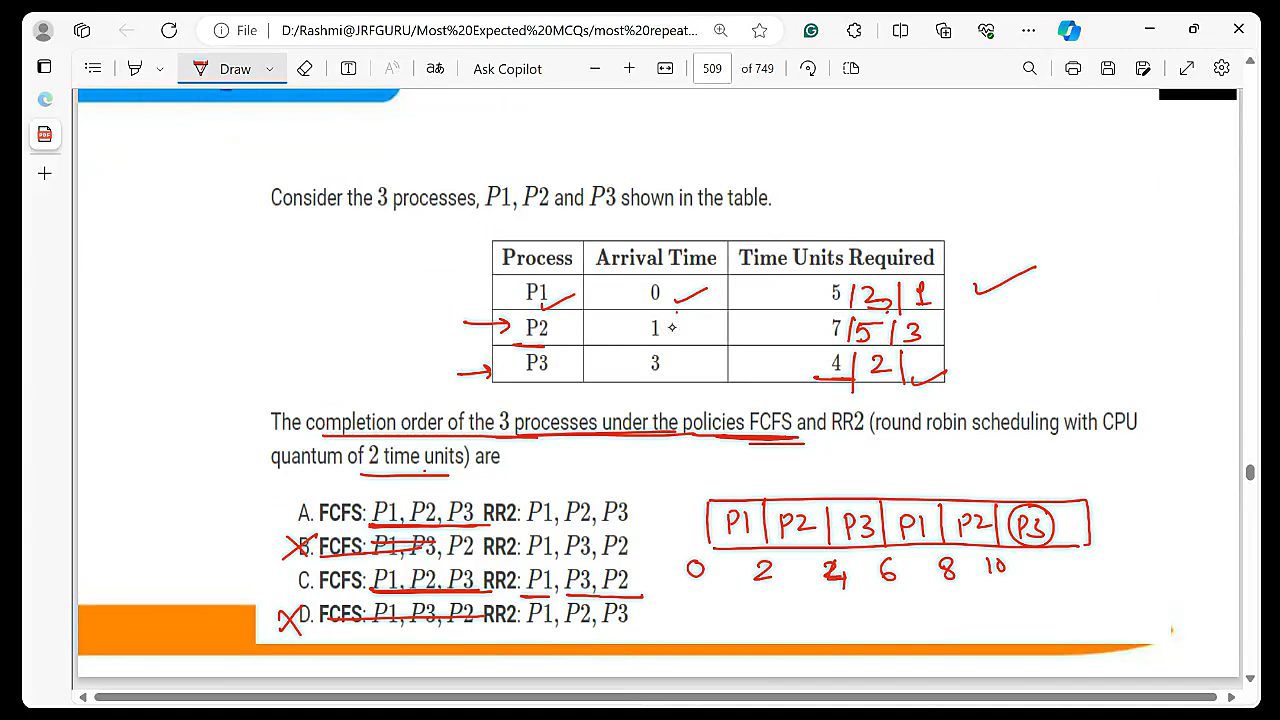 File D:/Rashmi@JRFGURU/Most%20Expected%20MCQs/most%20repeat...
Draw Ask Copilot 509 of 749
Consider the 3 processes, P1, P2 and P3 shown in the table.
Process Arrival Time Time Units Required
P1 0 5 | 2 | 1
P2 1 7 | 5 | 3
P3 3 4 | 2 |
The completion order of the 3 processes under the policies FCFS and RR2 (round robin scheduling with CPU
quantum of 2 time units) are
A. FCFS: P1, P2, P3 RR2: P1, P2, P3
B. FCFS: P1, P3, P2 RR2: P1, P3, P2
C. FCFS: P1, P2, P3 RR2: P1, P3, P2
D. FCFS: P1, P3, P2 RR2: P1, P2, P3
P1 | P2 | P3 | P1 | P2 | P3
0 2 4 6 8 10